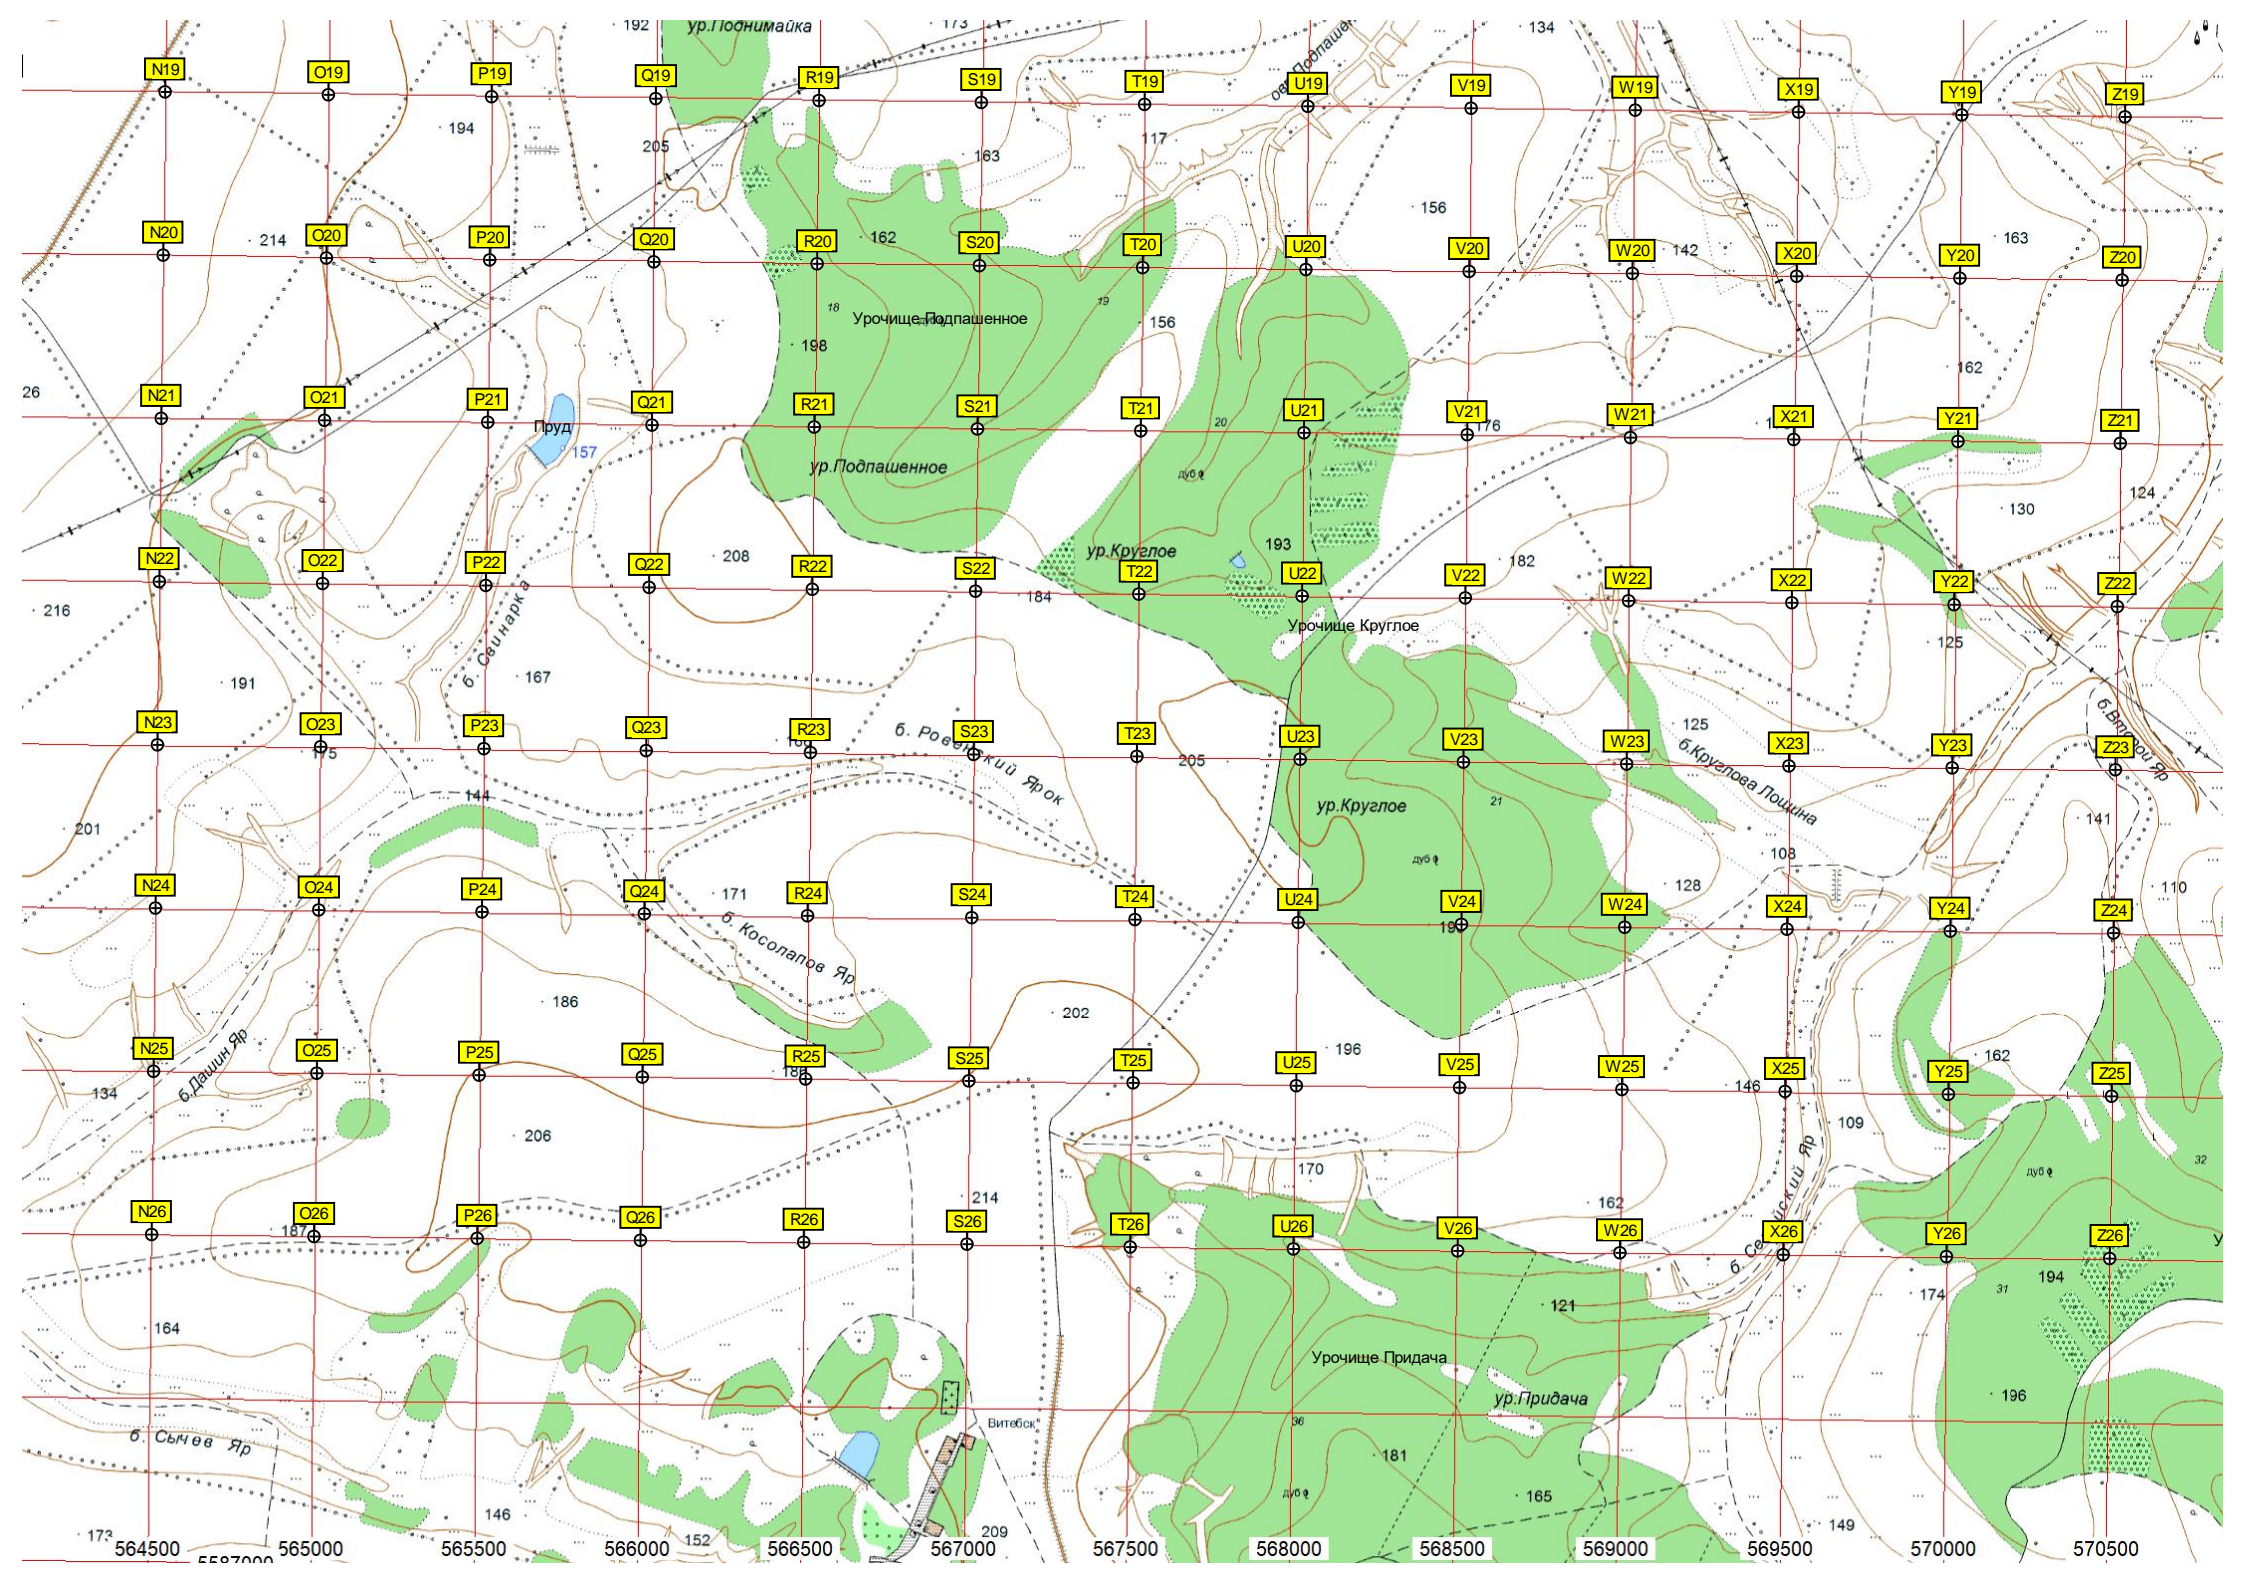 192
ур.Поднимайка
173
134
N19
O19
P19
Q19
R19
S19
T19
U19
V19
W19
X19
Y19
Z19
194
205
163
117
156
N20
O20
P20
Q20
R20
S20
T20
U20
V20
W20
X20
Y20
Z20
214
162
142
163
18
Урочище Подпашенное
19
156
198
162
26
N21
O21
P21
Q21
R21
S21
T21
U21
V21
W21
X21
Y21
Z21
Пруд
157
20
176
ур.Подпашенное
дуб
124
130
208
ур.Круглое
193
182
N22
O22
P22
Q22
R22
S22
T22
U22
V22
W22
X22
Y22
Z22
216
184
б. Свинарка
Урочище Круглое
125
191
167
N23
O23
P23
Q23
R23
S23
T23
U23
V23
W23
X23
Y23
Z23
175
б. Ровенский Ярок
205
125
б.Круглова Лощина
б.Второй Яр
144
201
ур.Круглое
21
141
дуб
108
N24
O24
P24
Q24
R24
S24
T24
U24
V24
W24
X24
Y24
Z24
171
128
110
б. Косолапов Яр
186
202
196
162
N25
O25
P25
Q25
R25
S25
T25
U25
V25
W25
X25
Y25
Z25
134
б.Дашин Яр
146
109
206
170
дуб
32
214
162
N26
O26
P26
Q26
R26
S26
T26
U26
V26
W26
X26
Y26
Z26
187
194
31
174
121
164
Урочище Придача
ур.Придача
196
36
Витебск
б. Сычев Яр
181
дуб
165
146
173
152
209
149
564500
565000
565500
566000
566500
567000
567500
568000
568500
569000
569500
570000
570500
5587000